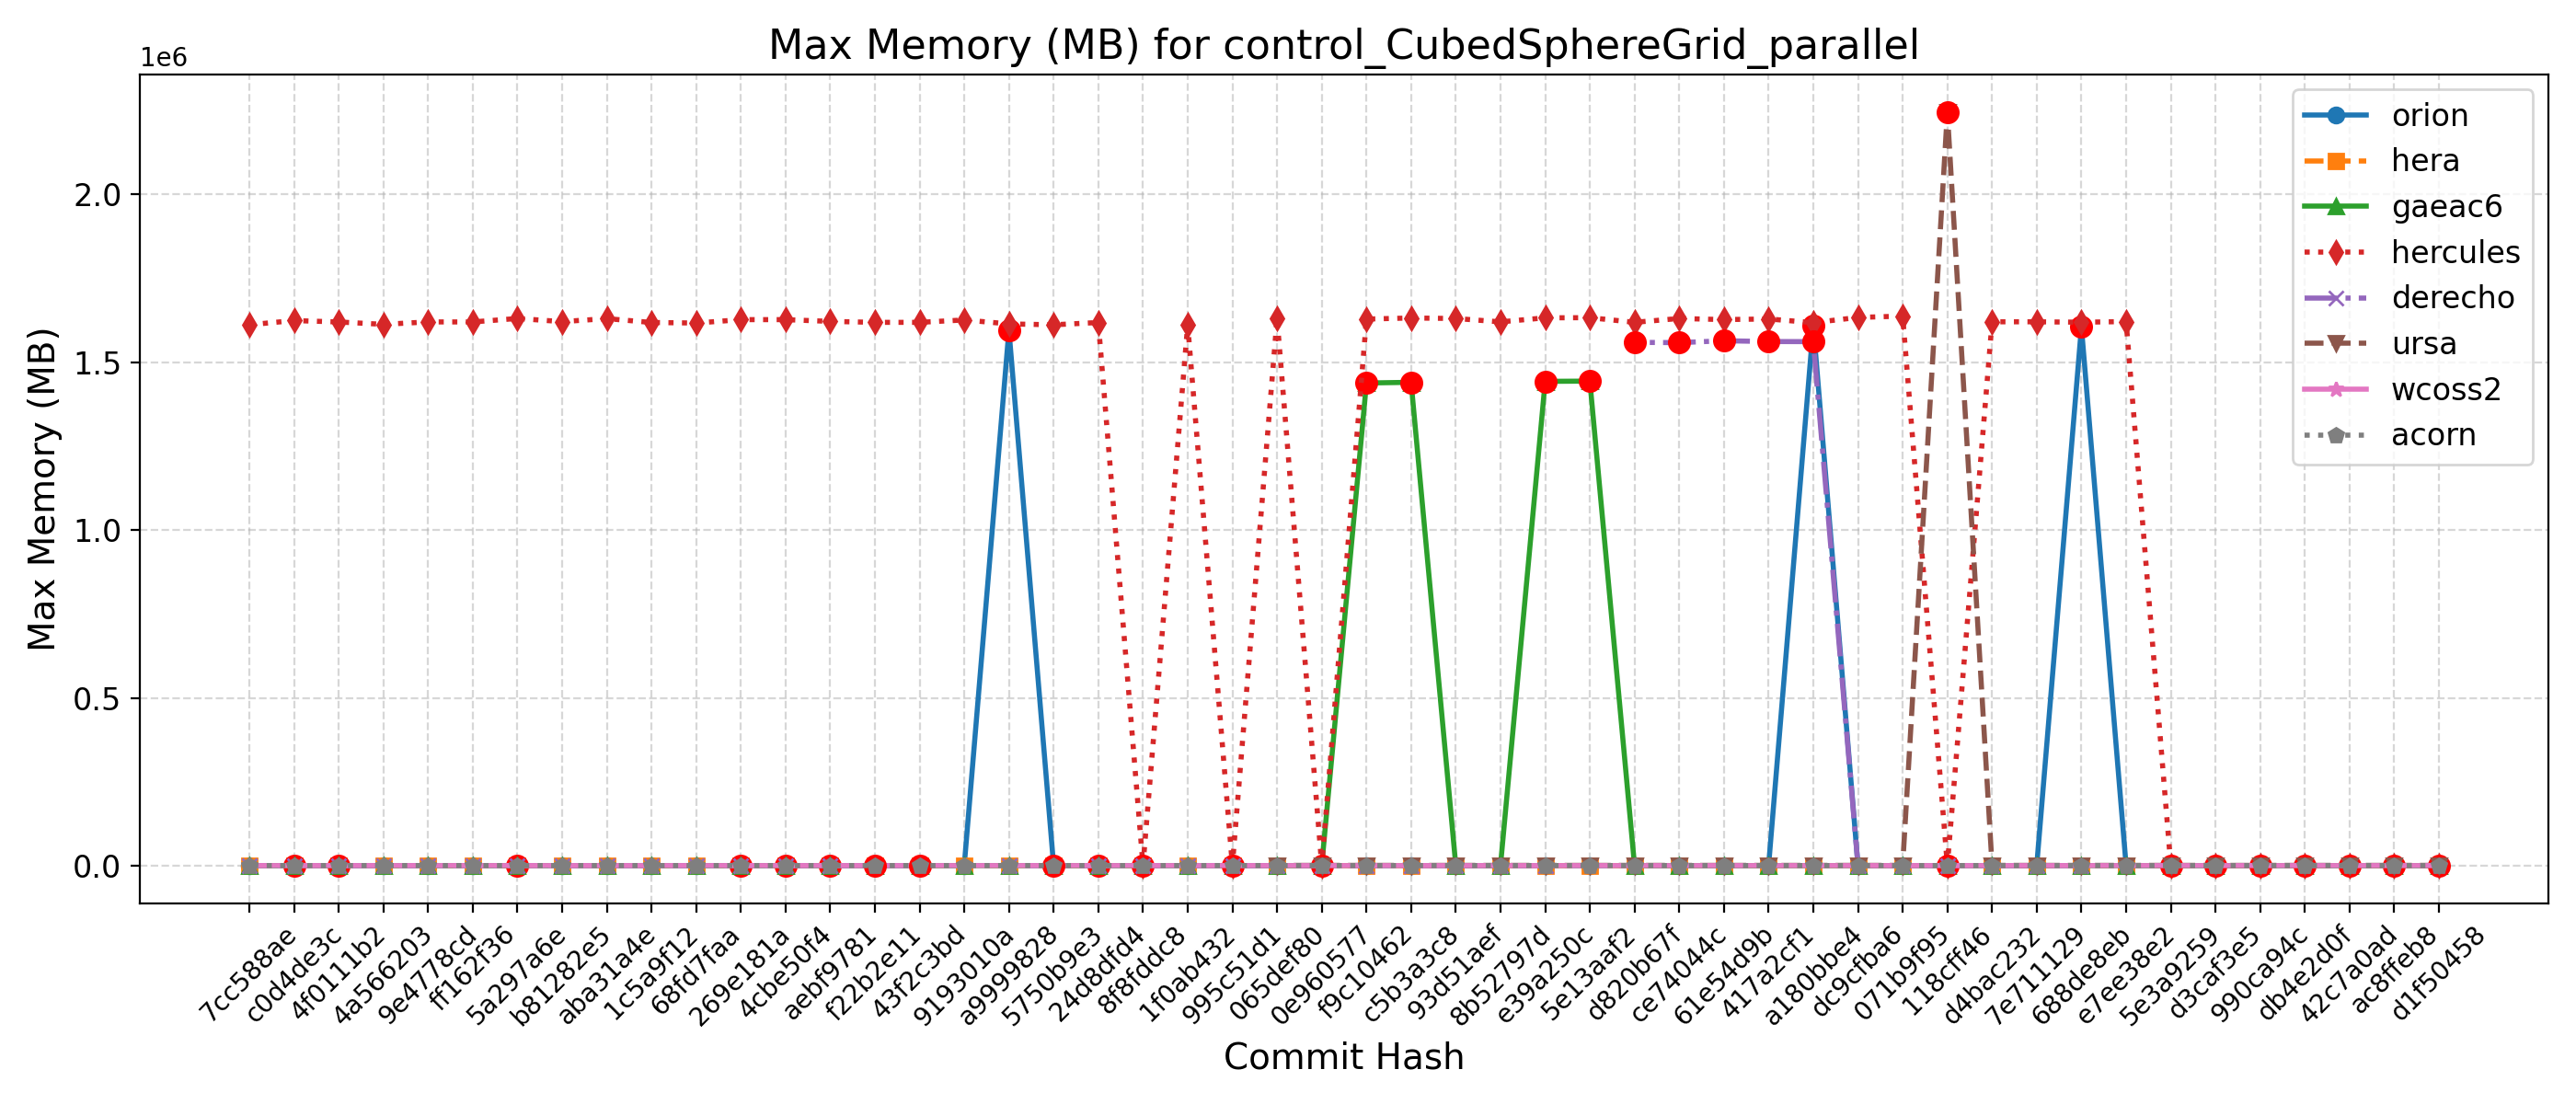 Max Memory (MB) for control_CubedSphereGrid_parallel
1e6
2.0
1.5
1.0
0.5
0.0
Max Memory (MB)
orion
hera
gaeac6
hercules
derecho
ursa
wcoss2
acorn
7cc588ae
c0d4de3c
4f0111b2
4a566203
9e4778cd
ff162f36
5a297a6e
b81282e5
aba31a4e
1c5a9f12
68fd7faa
269e181a
4cbe50f4
aebf9781
f22b2e11
43f2c3bd
9193010a
a9999828
5750b9e3
24d8dfd4
8f8fddc8
1f0ab432
995c51d1
065def80
0e960577
f9c10462
c5b3a3c8
93d51aef
8b52797d
e39a250c
5e13aaf2
d820b67f
ce74044c
61e54d9b
417a2cf1
a180bbe4
dc9cfba6
071b9f95
118cff46
d4bac232
7e711129
688de8eb
e7ee38e2
5e3a9259
d3caf3e5
990ca94c
db4e2d0f
42c7a0ad
ac8ffeb8
d1f50458
Commit Hash